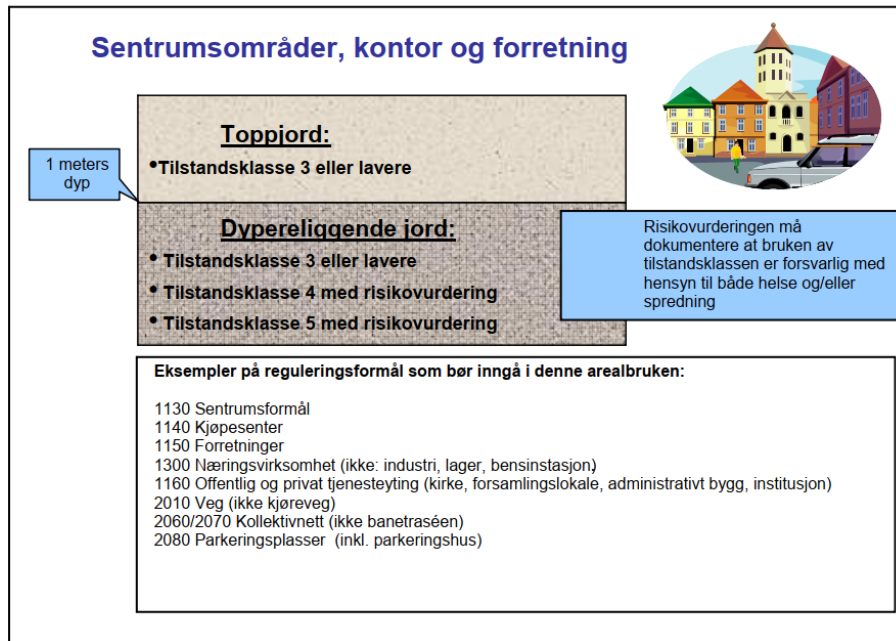 Sentrumsområder, kontor og forretning
Toppjord:
•Tilstandsklasse 3 eller lavere
1 meters
dyp
Dypereliggende jord:
• Tilstandsklasse 3 eller lavere
• Tilstandsklasse 4 med risikovurdering
• Tilstandsklasse 5 med risikovurdering
Risikovurderingen må
dokumentere at bruken av
tilstandsklassen er forsvarlig med
hensyn til både helse og/eller
spredning
Eksempler på reguleringsformål som bør inngå i denne arealbruken:
1130 Sentrumsformål
1140 Kjøpesenter
1150 Forretninger
1300 Næringsvirksomhet (ikke: industri, lager, bensinstasjon)
1160 Offentlig og privat tjenesteyting (kirke, forsamlingslokale, administrativt bygg, institusjon)
2010 Veg (ikke kjøreveg)
2060/2070 Kollektivnett (ikke banetraséen)
2080 Parkeringsplasser (inkl. parkeringshus)